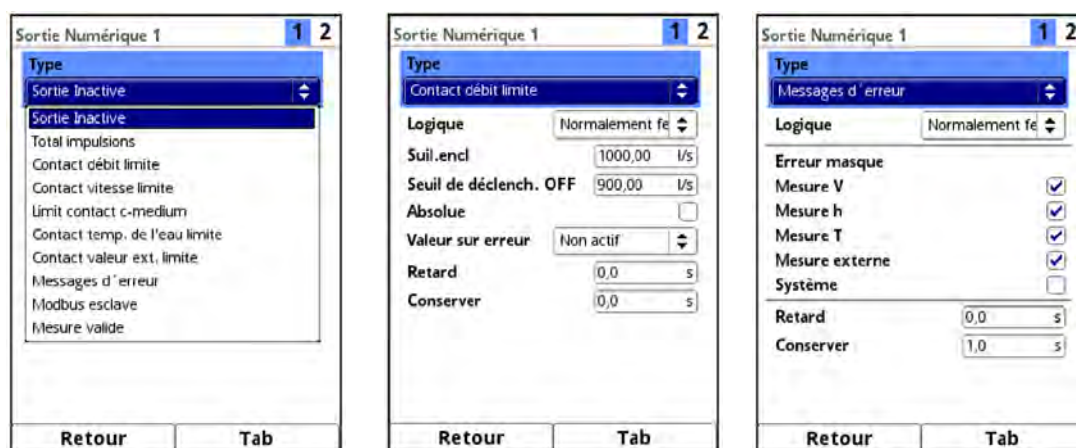 Sortie Numérique 1 1 2
Type
Sortie Inactive
Sortie Inactive
Total impulsions
Contact débit limite
Contact vitesse limite
Limit contact c-medium
Contact temp. de l'eau limite
Contact valeur ext. limite
Messages d´erreur
Modbus esclave
Mesure valide
Retour Tab
Sortie Numérique 1 1 2
Type
Contact débit limite
Logique Normalement fe
Suil.encl 1000,00 l/s
Seuil de déclench. OFF 900,00 l/s
Absolue
Valeur sur erreur Non actif
Retard 0,0 s
Conserver 0,0 s
Retour Tab
Sortie Numérique 1 1 2
Type
Messages d´erreur
Logique Normalement fe
Erreur masque
Mesure V
Mesure h
Mesure T
Mesure externe
Système
Retard 0,0 s
Conserver 1,0 s
Retour Tab